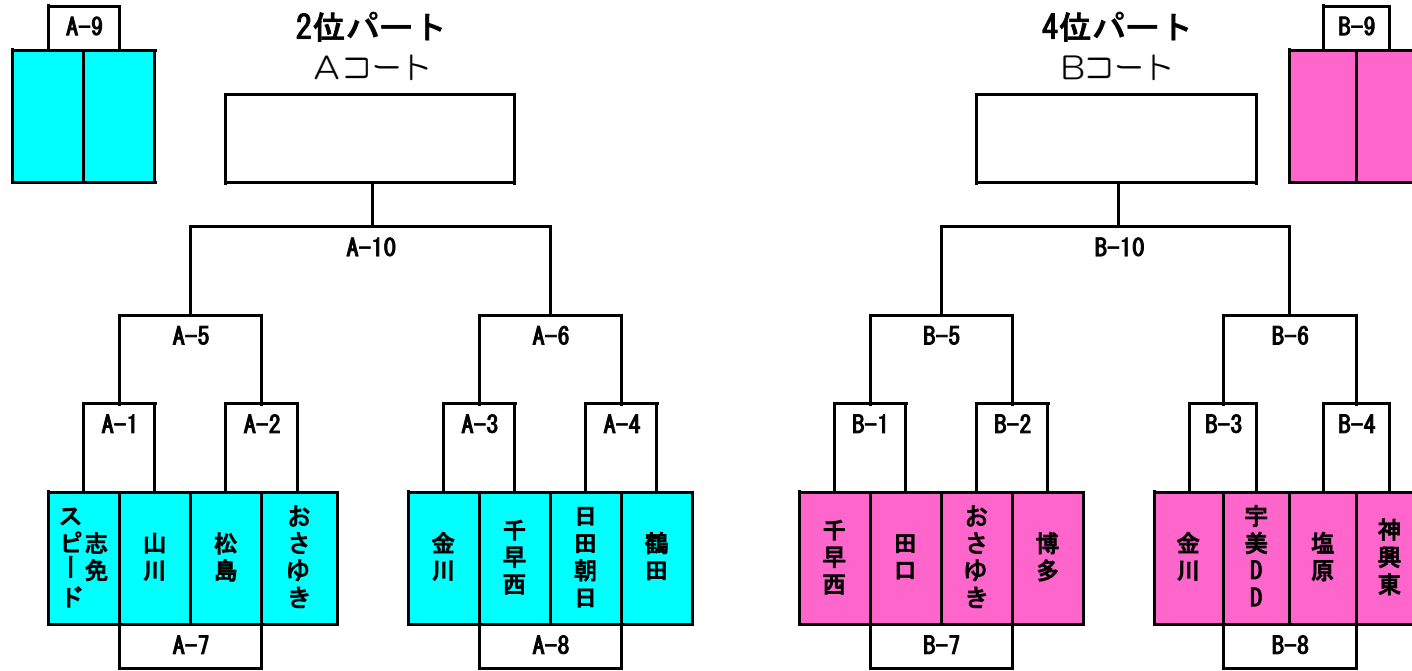 A-9
2位パート
Aコート
4位パート
Bコート
B-9
A-10
B-10
A-5
A-6
B-5
B-6
A-1
A-2
A-3
A-4
B-1
B-2
B-3
B-4
志免
スピード
山川
松島
おさゆき
金川
千早西
日田朝日
鶴田
千早西
田口
おさゆき
博多
金川
宇美DD
塩原
神興東
A-7
A-8
B-7
B-8